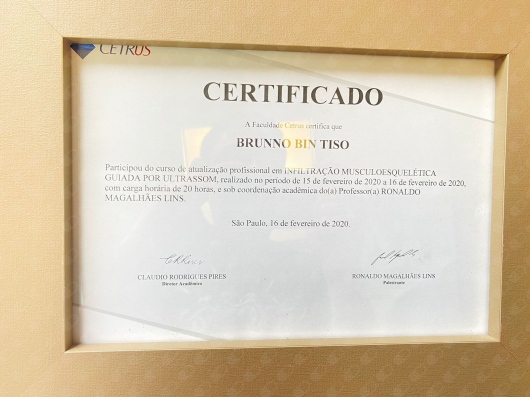 CETRUS
CERTIFICADO
A Faculdade Cetrus certifica que
BRUNNO BIN TISO
Participou do curso de atualização profissional em INFILTRAÇÃO MUSCULOESQUELÉTICA
GUIADA POR ULTRASSOM, realizado no período de 15 de fevereiro de 2020 a 16 de fevereiro de 2020,
com carga horária de 20 horas, e sob coordenação acadêmica do(a) Professor(a) RONALDO
MAGALHÃES LINS.
São Paulo, 16 de fevereiro de 2020.
CLAUDIO RODRIGUES PIRES
Diretor Acadêmico
RONALDO MAGALHÃES LINS
Palestrante